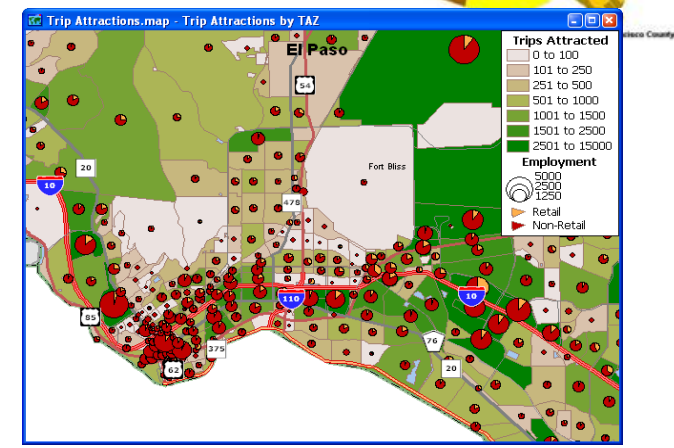 Trip Attractions.map - Trip Attractions by TAZ
El Paso
Trips Attracted
0 to 100
101 to 250
251 to 500
501 to 1000
1001 to 1500
1501 to 2500
2501 to 15000
Employment
5000
2500
1250
Retail
Non-Retail
54
Fort Bliss
20
10
478
110
10
85
375
76
62
20
cisco County